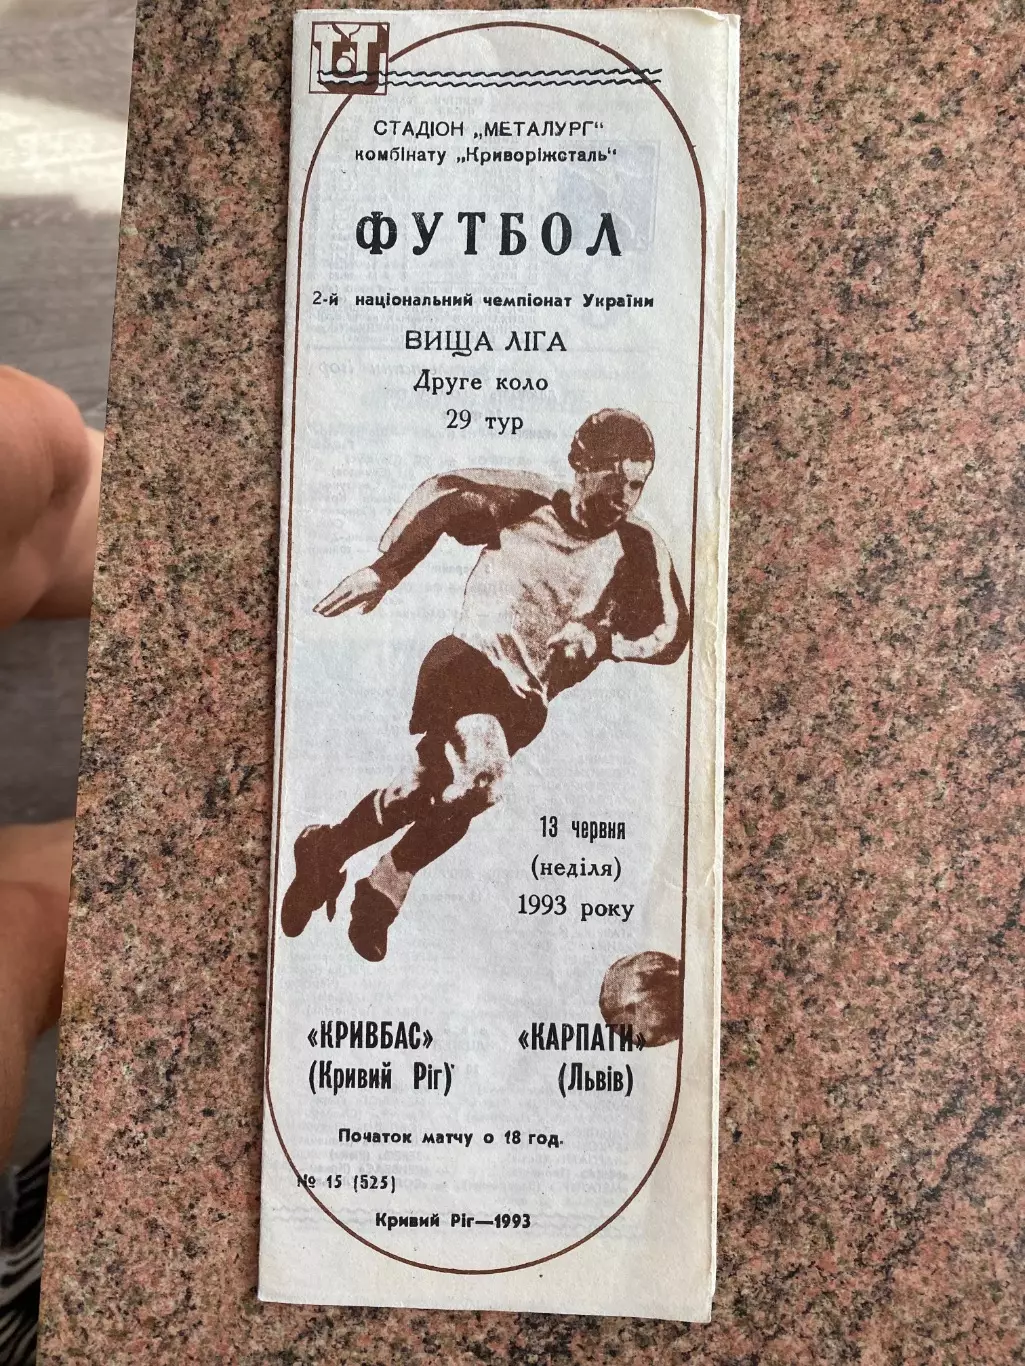 СТАДІОН „МЕТАЛУРГ“
комбінату „Криворіжсталь“
ФУТБОЛ
2-й національний чемпіонат України
ВИЩА ЛІГА
Друге коло
29 тур
13 червня
(неділя)
1993 року
«КРИВБАС» «КАРПАТИ»
(Кривий Ріг) (Львів)
Початок матчу о 18 год.
№ 15 (525)
Кривий Ріг—1993